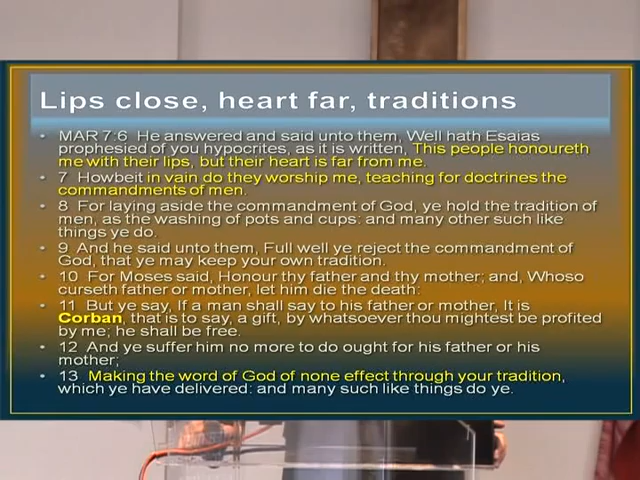 Lips close, heart far, traditions
• MAR 7:6 He answered and said unto them, Well hath Esaias
prophesied of you hypocrites, as it is written, This people honoureth
me with their lips, but their heart is far from me.
• 7 Howbeit in vain do they worship me, teaching for doctrines the
commandments of men.
• 8 For laying aside the commandment of God, ye hold the tradition of
men, as the washing of pots and cups: and many other such like
things ye do.
• 9 And he said unto them, Full well ye reject the commandment of
God, that ye may keep your own tradition.
• 10 For Moses said, Honour thy father and thy mother; and, Whoso
curseth father or mother, let him die the death:
• 11 But ye say, If a man shall say to his father or mother, It is
Corban, that is to say, a gift, by whatsoever thou mightest be profited
by me; he shall be free.
• 12 And ye suffer him no more to do ought for his father or his
mother;
• 13 Making the word of God of none effect through your tradition,
which ye have delivered: and many such like things do ye.